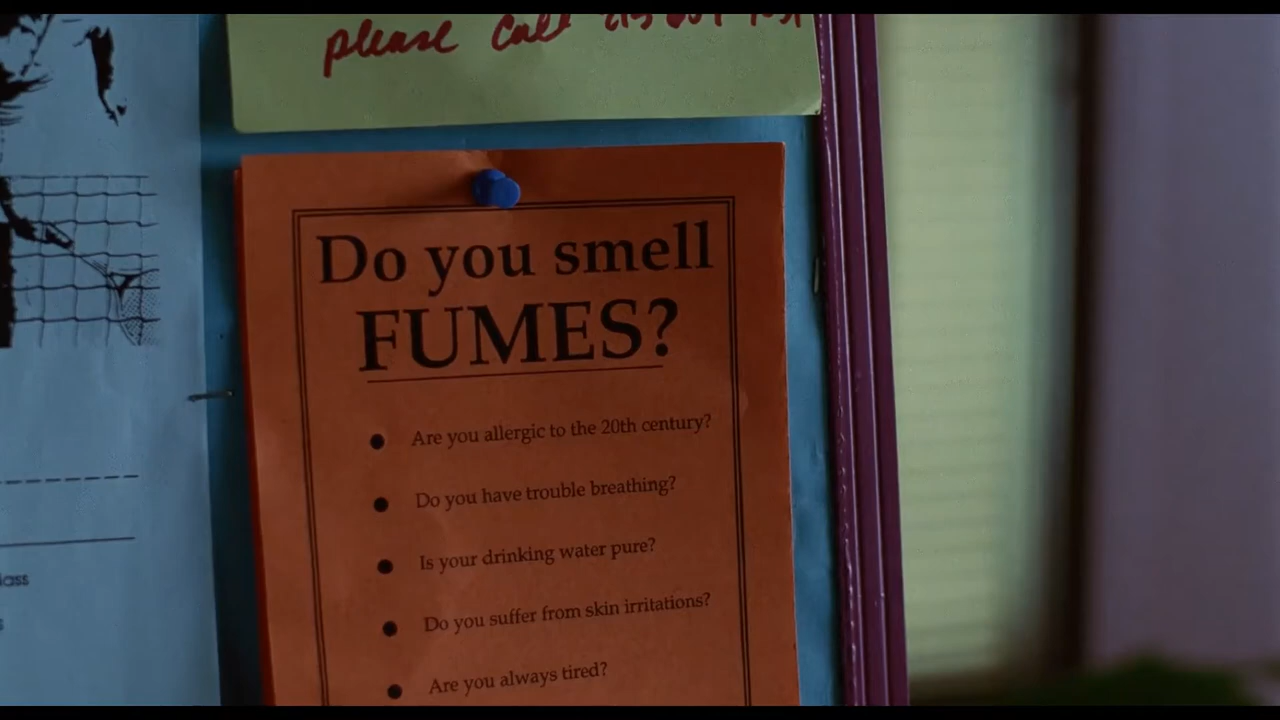 please call
Do you smell
FUMES?
Are you allergic to the 20th century?
Do you have trouble breathing?
Is your drinking water pure?
Do you suffer from skin irritations?
Are you always tired?